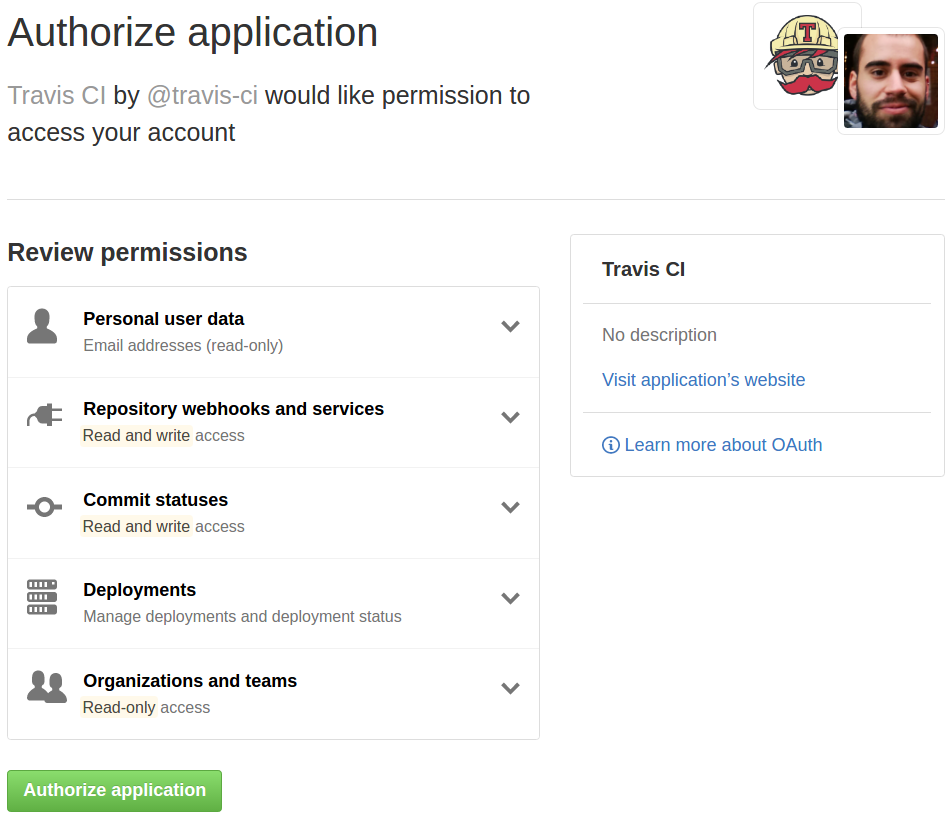 Authorize application
T
Travis CI by @travis-ci would like permission to
access your account
Review permissions
Personal user data
Email addresses (read-only)
Repository webhooks and services
Read and write access
Commit statuses
Read and write access
Deployments
Manage deployments and deployment status
Organizations and teams
Read-only access
Authorize application
Travis CI
No description
Visit application’s website
Learn more about OAuth